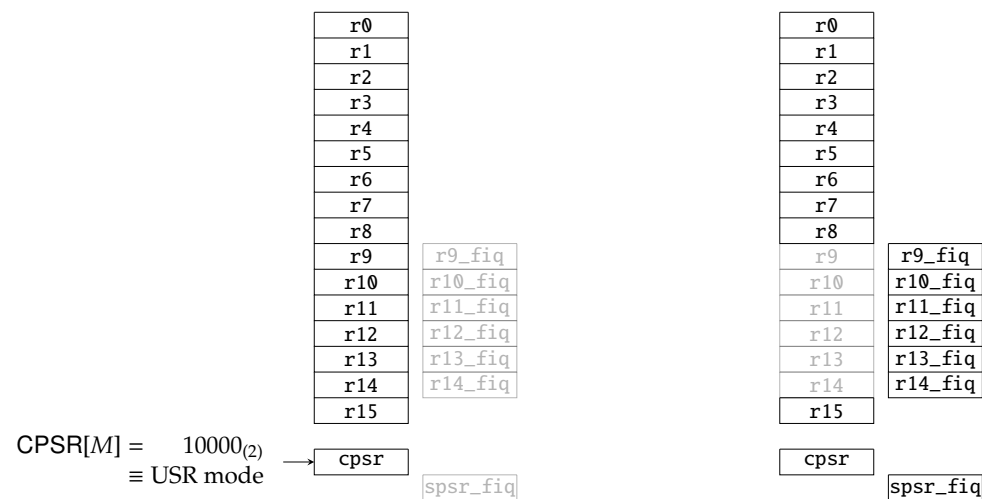 r0 r0
r1 r1
r2 r2
r3 r3
r4 r4
r5 r5
r6 r6
r7 r7
r8 r8
r9 r9_fiq r9 r9_fiq
r10 r10_fiq r10 r10_fiq
r11 r11_fiq r11 r11_fiq
r12 r12_fiq r12 r12_fiq
r13 r13_fiq r13 r13_fiq
r14 r14_fiq r14 r14_fiq
r15 r15
CPSR[M] = 10000(2)
≡ USR mode → cpsr cpsr
spsr_fiq spsr_fiq